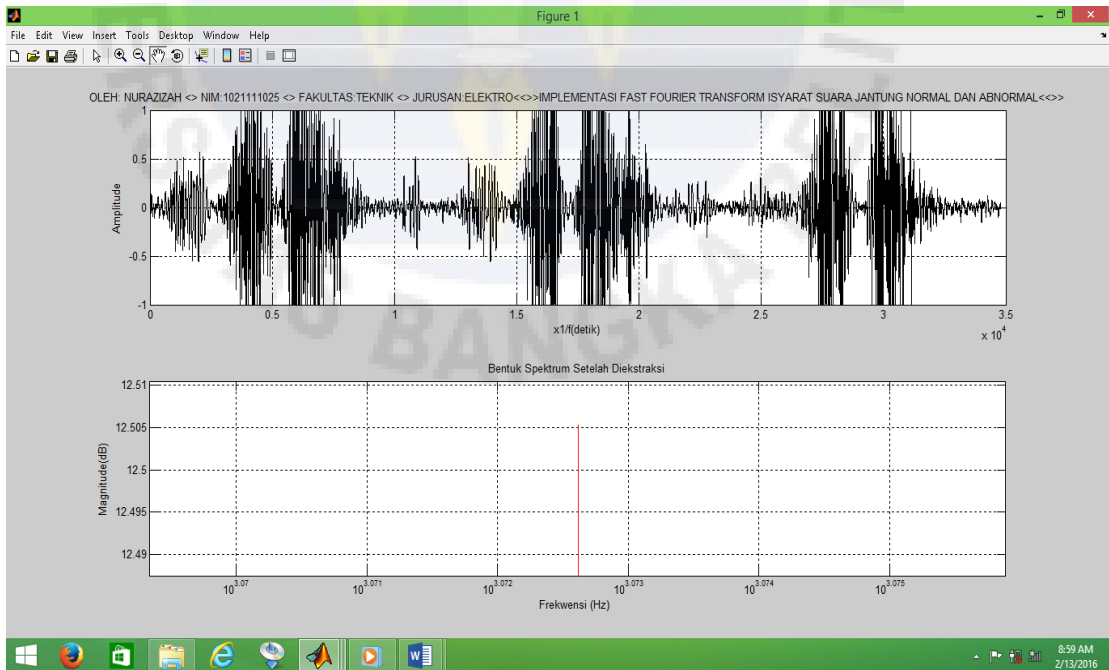 Figure 1
File Edit View Insert Tools Desktop Window Help
OLEH: NURAZIZAH <> NIM:1021111025 <> FAKULTAS:TEKNIK <> JURUSAN:ELEKTRO<<>>IMPLEMENTASI FAST FOURIER TRANSFORM ISYARAT SUARA JANTUNG NORMAL DAN ABNORMAL<<>>
1
0.5
0
-0.5
-1
Amplitude
0 0.5 1 1.5 2 2.5 3 3.5
x1/f(detik)
x 10^4
BANGKA
Bentuk Spektrum Setelah Diekstraksi
12.51
12.505
12.5
12.495
12.49
Magnitude(dB)
10^3.07 10^3.071 10^3.072 10^3.073 10^3.074 10^3.075
Frekwensi (Hz)
8:59 AM
2/13/2016